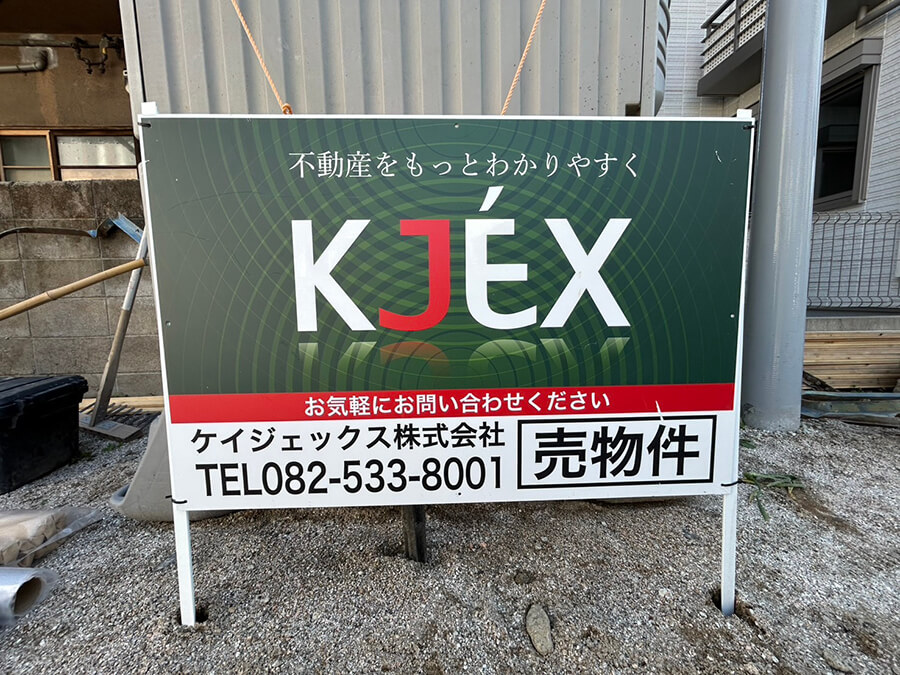 不動産をもっとわかりやすく
KJÉX
お気軽にお問い合わせください
ケイジェックス株式会社
TEL082-533-8001
売物件